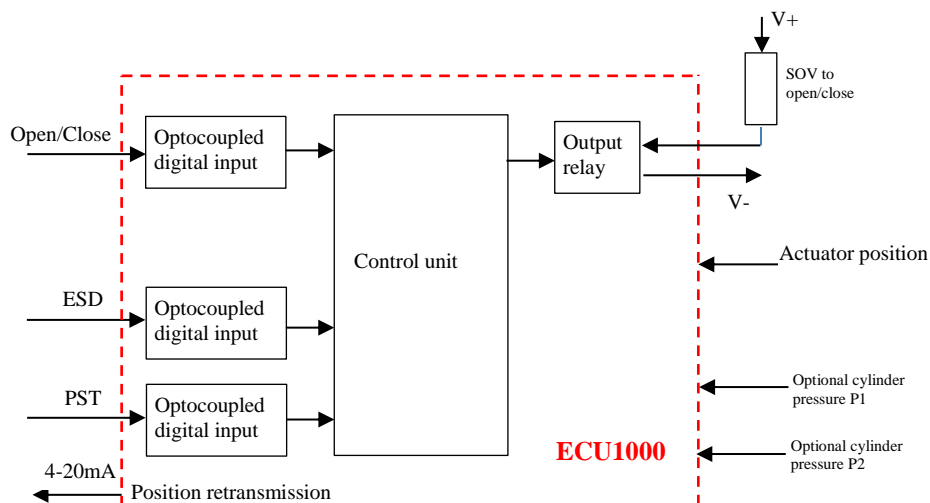 V+
SOV to
open/close
Open/Close
Optocoupled
digital input
Output
relay
V-
Control unit
Actuator position
ESD
Optocoupled
digital input
PST
Optocoupled
digital input
Optional cylinder
pressure P1
ECU1000
Optional cylinder
pressure P2
4-20mA
Position retransmission